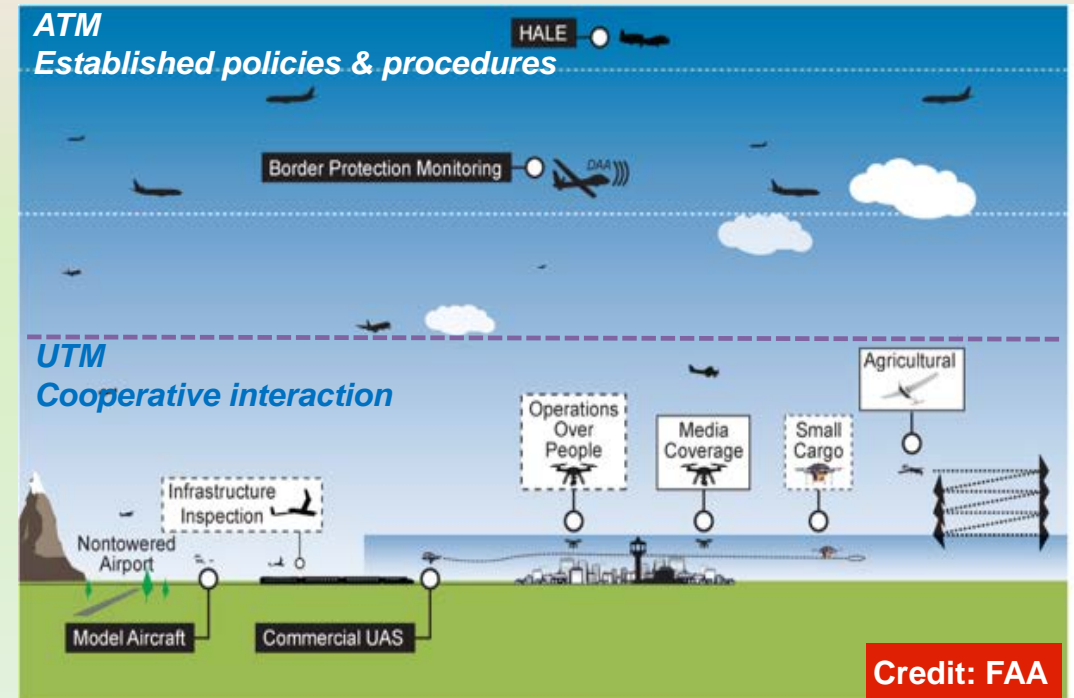 ATM
Established policies & procedures
HALE
Border Protection Monitoring
DAA
UTM
Cooperative interaction
Agricultural
Operations
Over
People
Media
Coverage
Small
Cargo
Infrastructure
Inspection
Nontowered
Airport
Model Aircraft
Commercial UAS
Credit: FAA